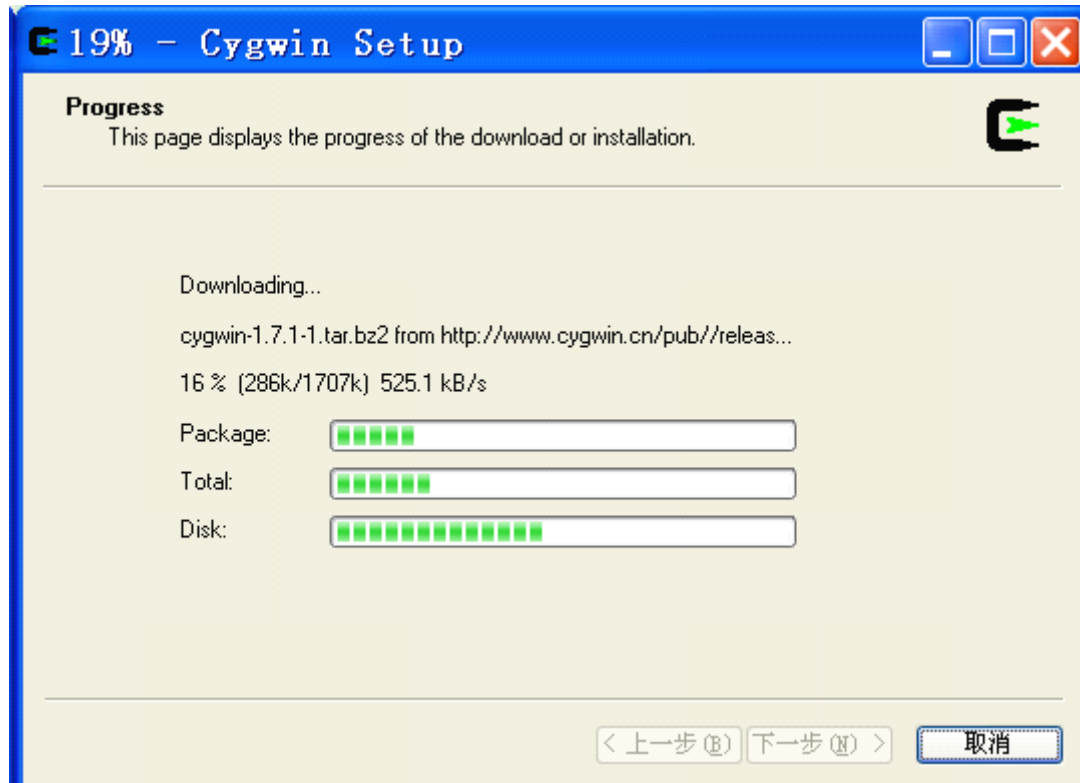 19% - Cygwin Setup
Progress
This page displays the progress of the download or installation.
Downloading...
cygwin-1.7.1-1.tar.bz2 from http://www.cygwin.cn/pub//releas...
16 % (286k/1707k) 525.1 kB/s
Package:
Total:
Disk:
< 上一步(B) 下一步(N) > 取消